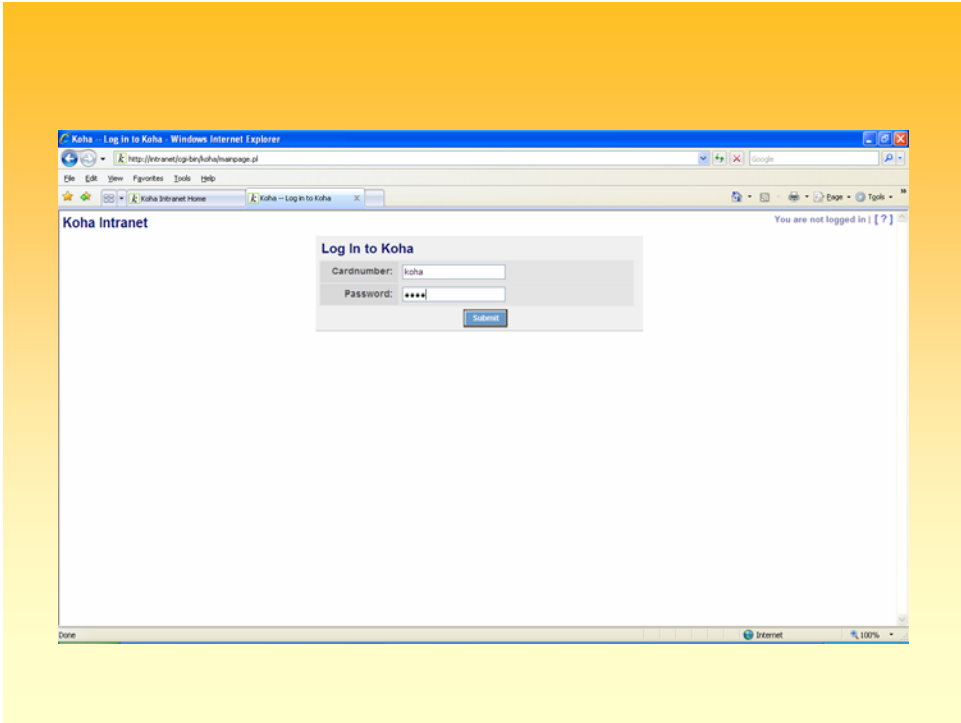 Koha -- Log in to Koha - Windows Internet Explorer
http://intranet/cgi-bin/koha/mainpage.pl
Google
File Edit View Favorites Tools Help
Koha Intranet Home
Koha -- Log in to Koha
Page
Tools
Koha Intranet
You are not logged in | [ ? ]
Log In to Koha
Cardnumber: koha
Password: ••••
Submit
Done
Internet
100%